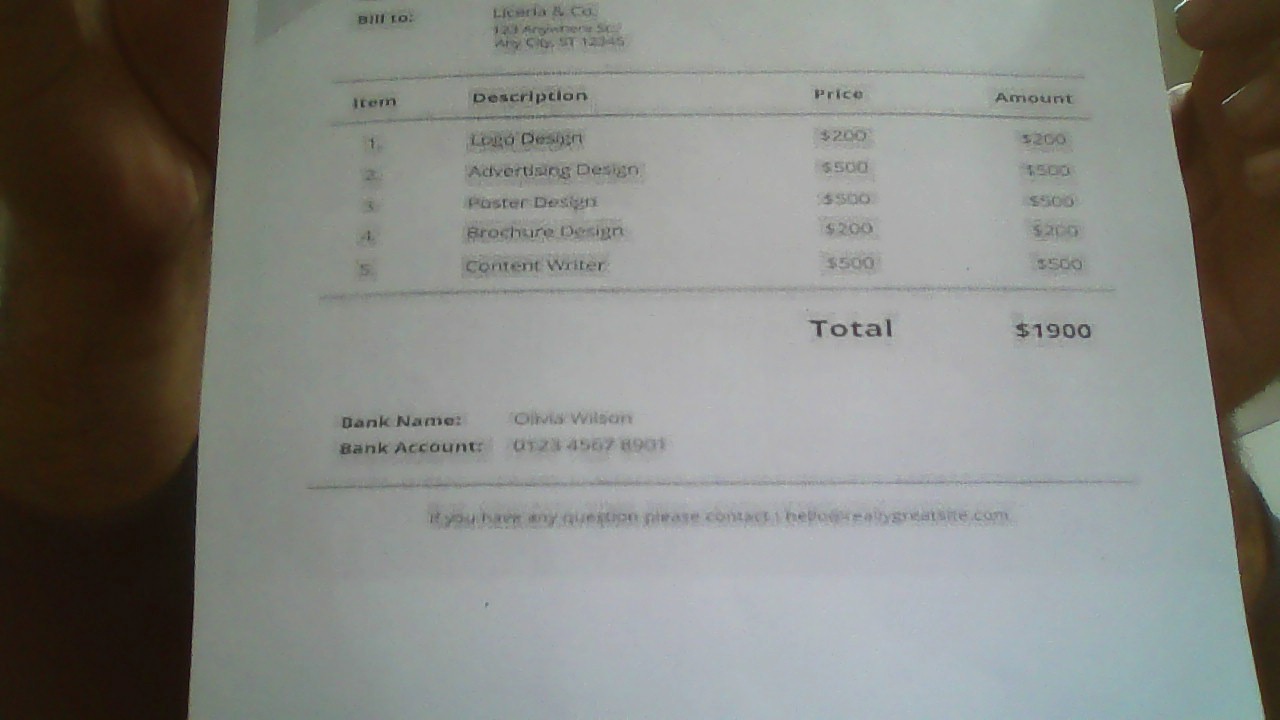 Bill to: Liceria & Co.
123 Anywhere St.
Any City, ST 12345
Item Description Price Amount
1. Logo Design $200 $200
2. Advertising Design $500 $500
3. Poster Design $500 $500
4. Brochure Design $200 $200
5. Content Writer $500 $500
Total $1900
Bank Name: Olivia Wilson
Bank Account: 0123 4567 8901
If you have any question please contact : hello@reallygreatsite.com